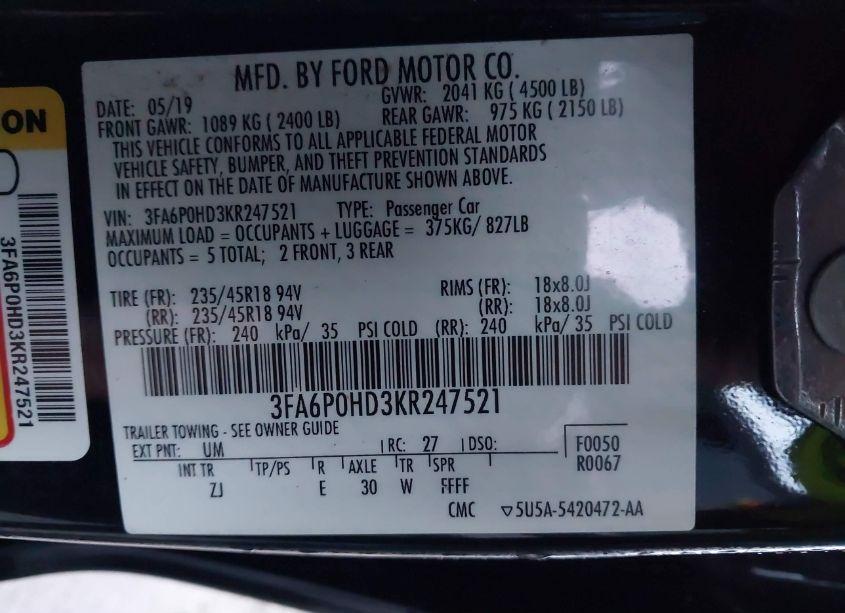 MFD. BY FORD MOTOR CO.
DATE: 05/19 GVWR: 2041 KG ( 4500 LB)
FRONT GAWR: 1089 KG ( 2400 LB) REAR GAWR: 975 KG ( 2150 LB)
THIS VEHICLE CONFORMS TO ALL APPLICABLE FEDERAL MOTOR
VEHICLE SAFETY, BUMPER, AND THEFT PREVENTION STANDARDS
IN EFFECT ON THE DATE OF MANUFACTURE SHOWN ABOVE.
VIN: 3FA6P0HD3KR247521 TYPE: Passenger Car
MAXIMUM LOAD = OCCUPANTS + LUGGAGE = 375KG/ 827LB
OCCUPANTS = 5 TOTAL; 2 FRONT, 3 REAR
TIRE (FR): 235/45R18 94V RIMS (FR): 18x8.0J
(RR): 235/45R18 94V (RR): 18x8.0J
PRESSURE (FR): 240 kPa/ 35 PSI COLD (RR): 240 kPa/ 35 PSI COLD
3FA6P0HD3KR247521
TRAILER TOWING - SEE OWNER GUIDE
EXT PNT: UM RC: 27 DSO: F0050
R0067
INT TR TP/PS R AXLE TR SPR
ZJ E 30 W FFFF
CMC ▽5U5A-5420472-AA
ON
3FA6P0HD3KR247521